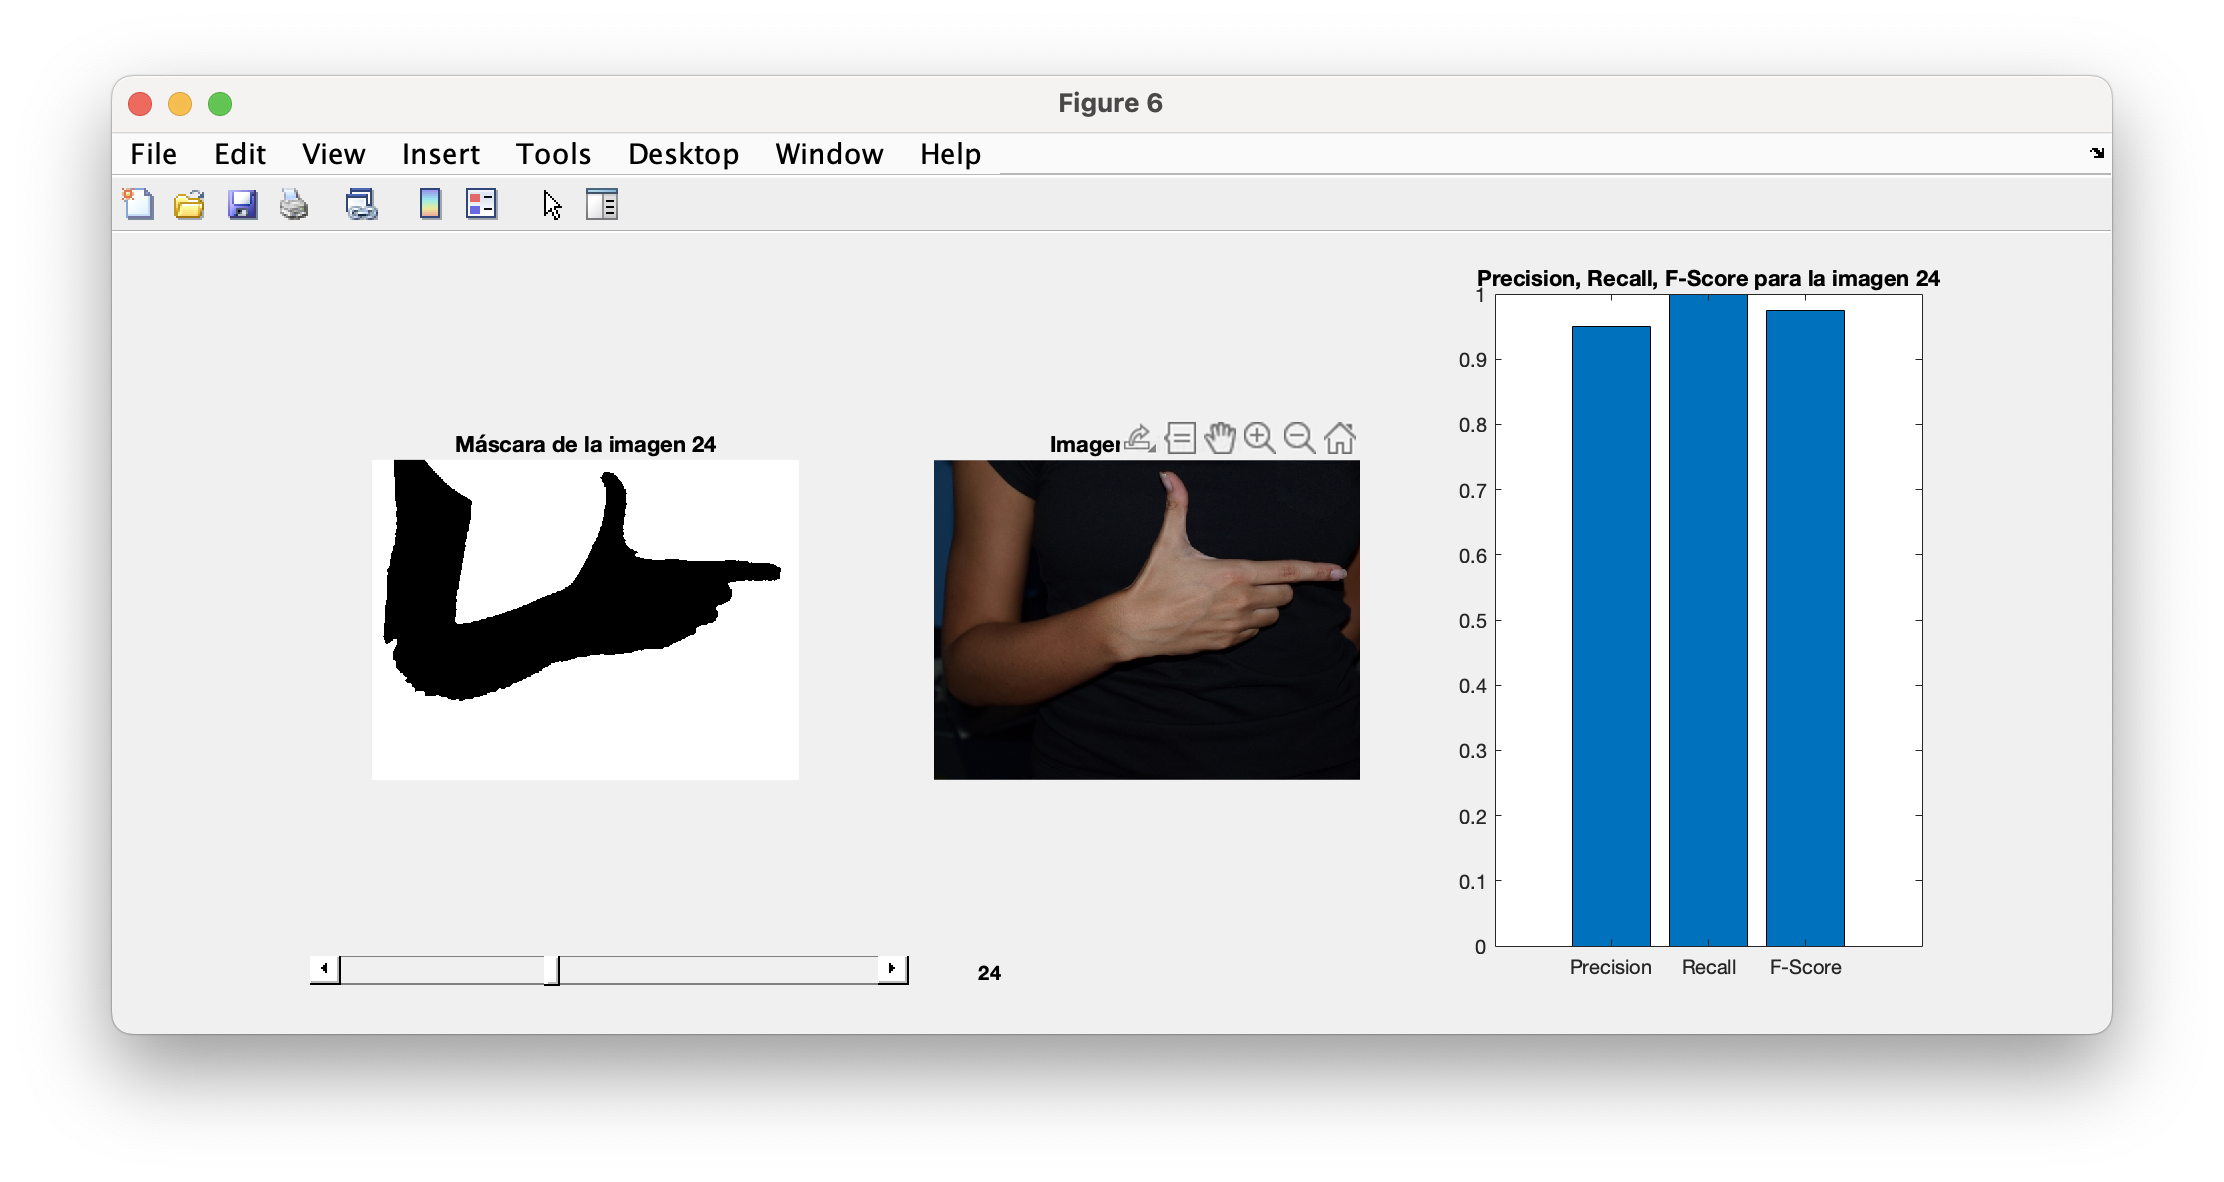 Figure 6
File Edit View Insert Tools Desktop Window Help
Precision, Recall, F-Score para la imagen 24
Máscara de la imagen 24
1
0.9
0.8
0.7
0.6
0.5
0.4
0.3
0.2
0.1
0
Precision Recall F-Score
24